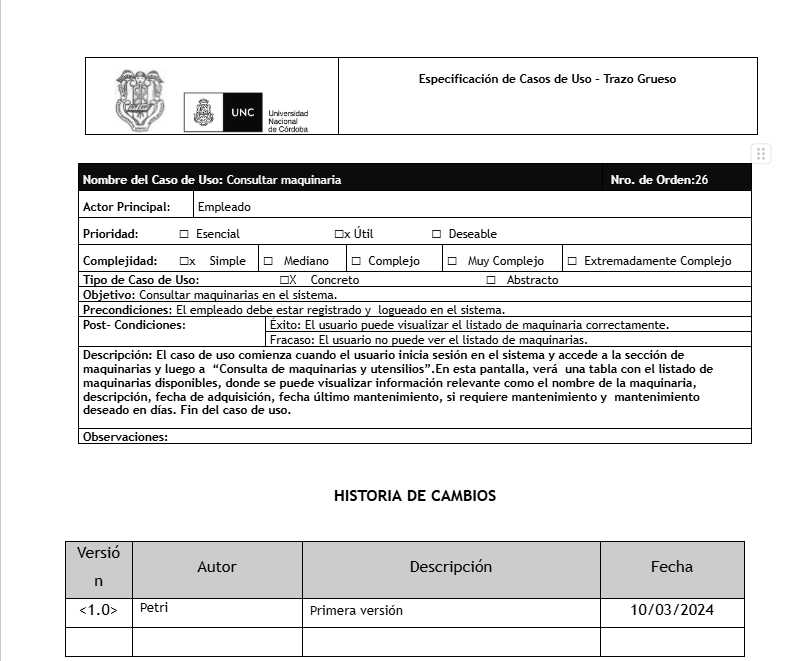 UNC
Universidad
Nacional
de Córdoba
Especificación de Casos de Uso – Trazo Grueso
Nombre del Caso de Uso: Consultar maquinaria Nro. de Orden:26
Actor Principal: Empleado
Prioridad: □ Esencial □x Útil □ Deseable
Complejidad: □x Simple □ Mediano □ Complejo □ Muy Complejo □ Extremadamente Complejo
Tipo de Caso de Uso: □X Concreto □ Abstracto
Objetivo: Consultar maquinarias en el sistema.
Precondiciones: El empleado debe estar registrado y logueado en el sistema.
Post- Condiciones: Éxito: El usuario puede visualizar el listado de maquinaria correctamente.
Fracaso: El usuario no puede ver el listado de maquinarias.
Descripción: El caso de uso comienza cuando el usuario inicia sesión en el sistema y accede a la sección de
maquinarias y luego a “Consulta de maquinarias y utensilios”.En esta pantalla, verá una tabla con el listado de
maquinarias disponibles, donde se puede visualizar información relevante como el nombre de la maquinaria,
descripción, fecha de adquisición, fecha último mantenimiento, si requiere mantenimiento y mantenimiento
deseado en días. Fin del caso de uso.
Observaciones:
HISTORIA DE CAMBIOS
Versió
n
Autor Descripción Fecha
<1.0> Petri Primera versión 10/03/2024